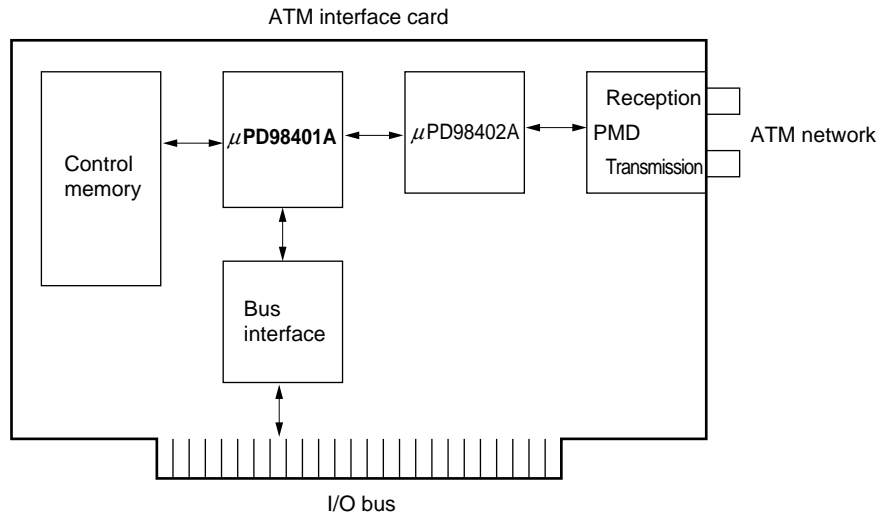 ATM interface card
Control
memory
μPD98401A
μPD98402A
Reception
PMD
Transmission
ATM network
Bus
interface
I/O bus